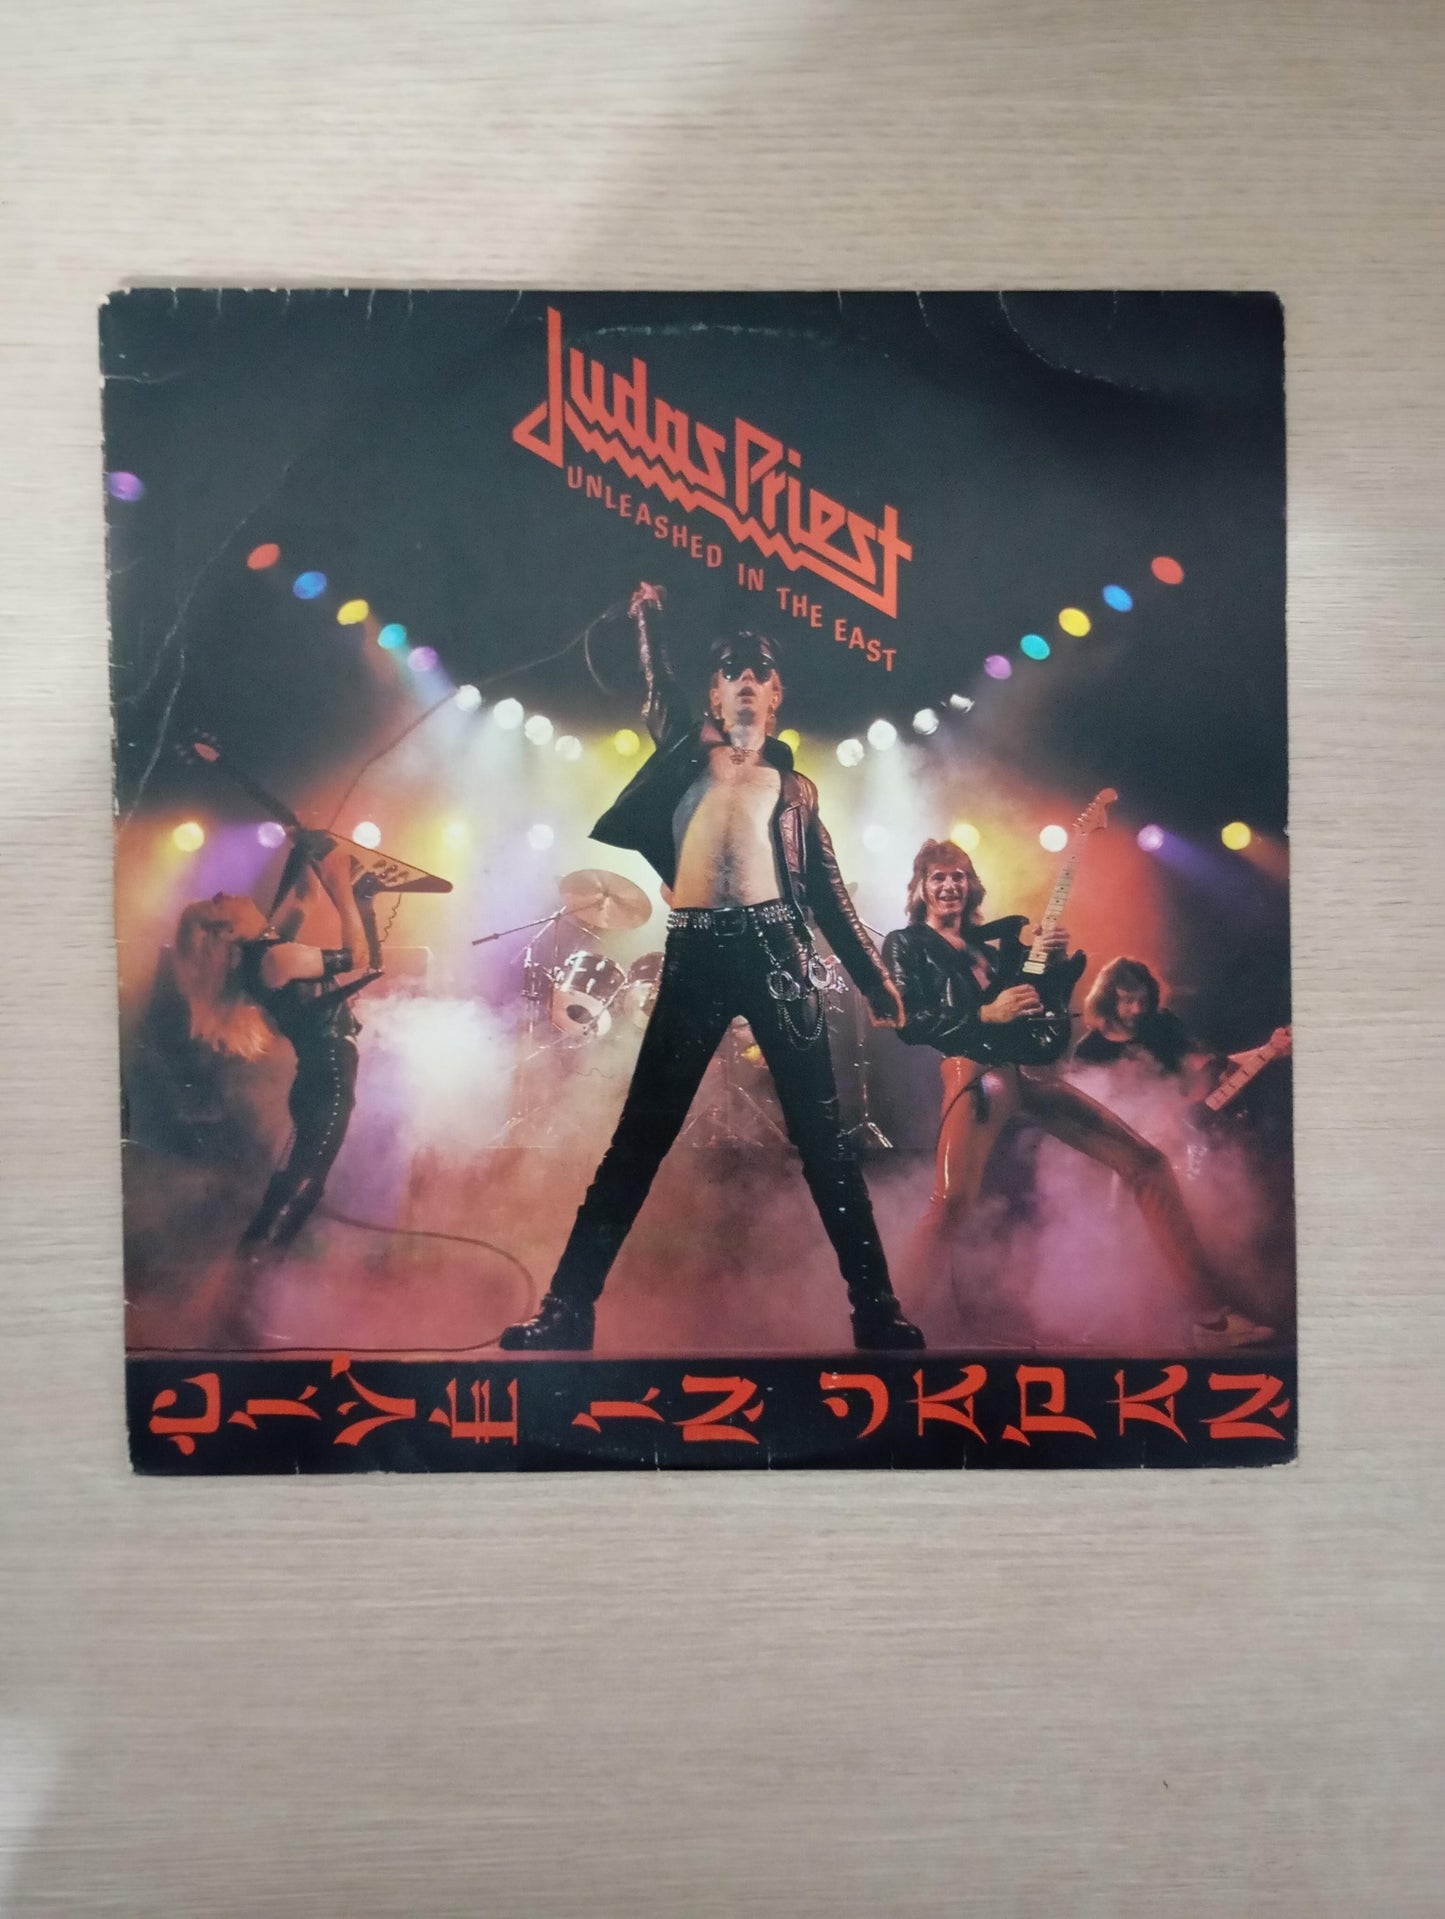 Judas Priest
UNLEASHED IN THE EAST
LIVE IN JAPAN